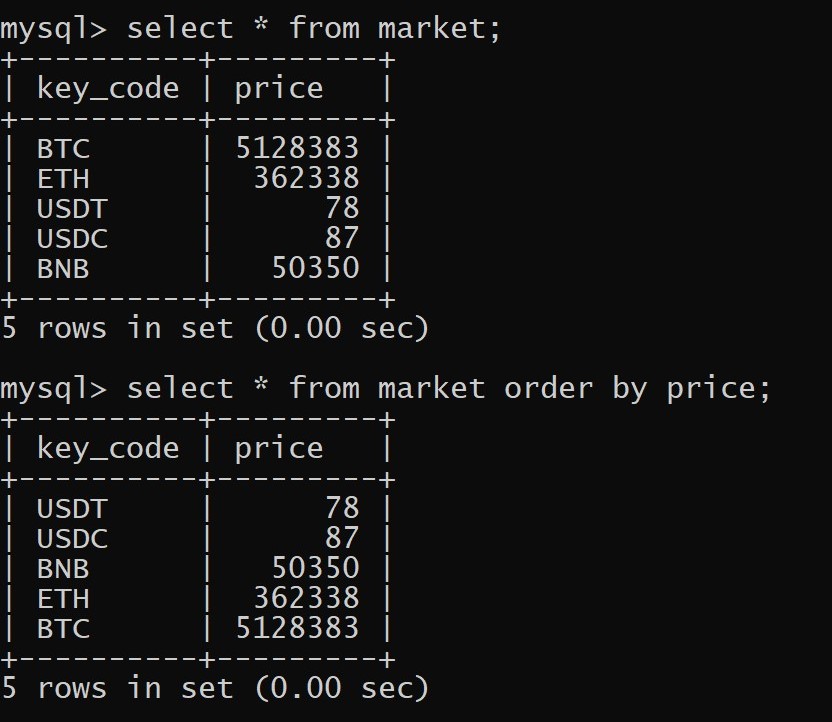 mysql> select * from market;
+----------+---------+
| key_code | price   |
+----------+---------+
| BTC      | 5128383 |
| ETH      |  362338 |
| USDT     |      78 |
| USDC     |      87 |
| BNB      |   50350 |
+----------+---------+
5 rows in set (0.00 sec)
mysql> select * from market order by price;
+----------+---------+
| key_code | price   |
+----------+---------+
| USDT     |      78 |
| USDC     |      87 |
| BNB      |   50350 |
| ETH      |  362338 |
| BTC      | 5128383 |
+----------+---------+
5 rows in set (0.00 sec)